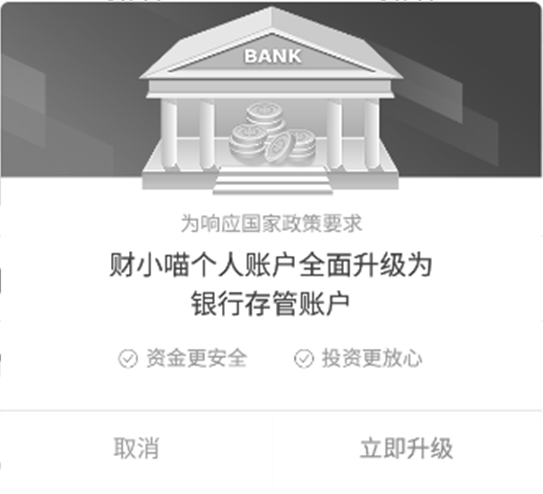 BANK
为响应国家政策要求
财小喵个人账户全面升级为
银行存管账户
资金更安全 投资更放心
取消 立即升级